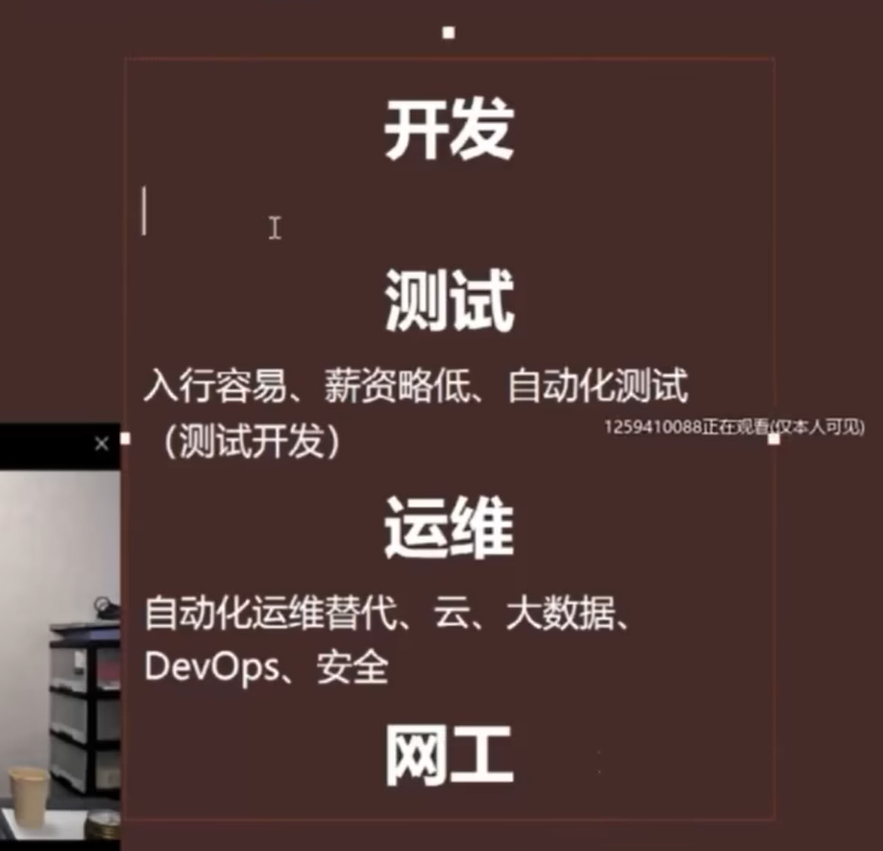 开发
测试
入行容易、薪资略低、自动化测试
（测试开发）
1259410088正在观看(仅本人可见)
运维
自动化运维替代、云、大数据、
DevOps、安全
网工